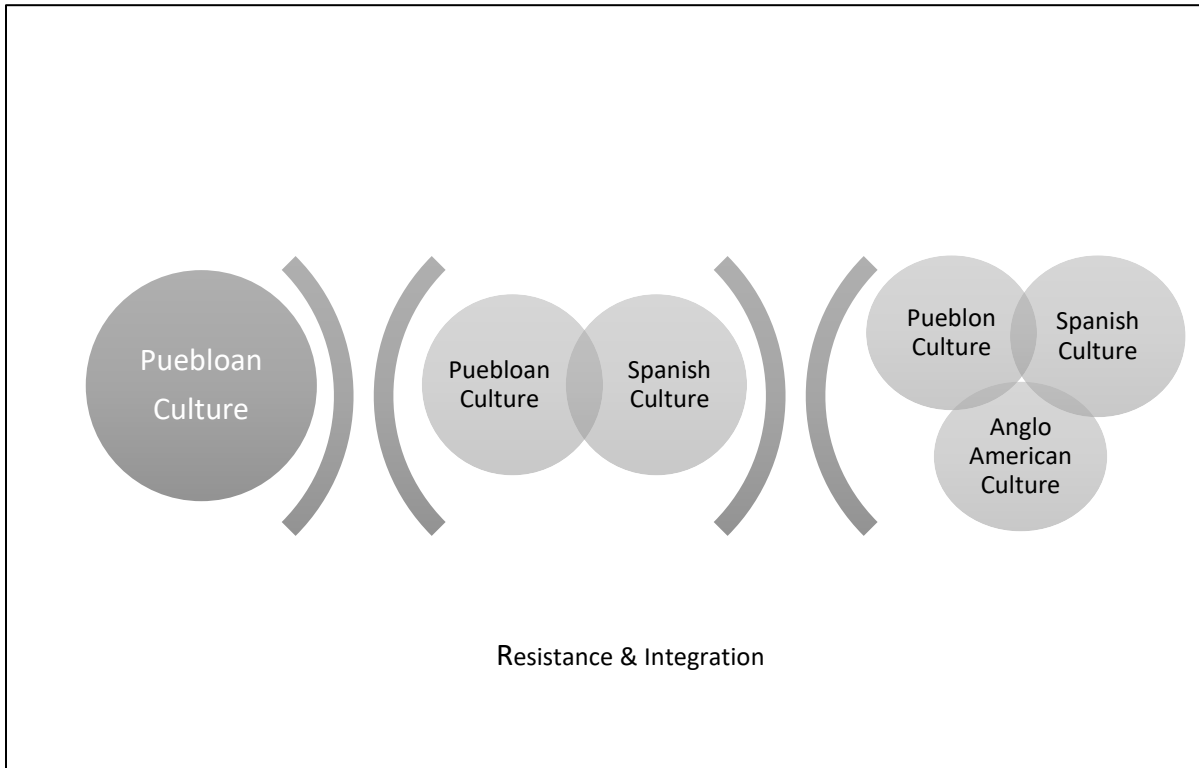 Puebloan
Culture
Puebloan
Culture
Spanish
Culture
Pueblon
Culture
Spanish
Culture
Anglo
American
Culture
Resistance & Integration